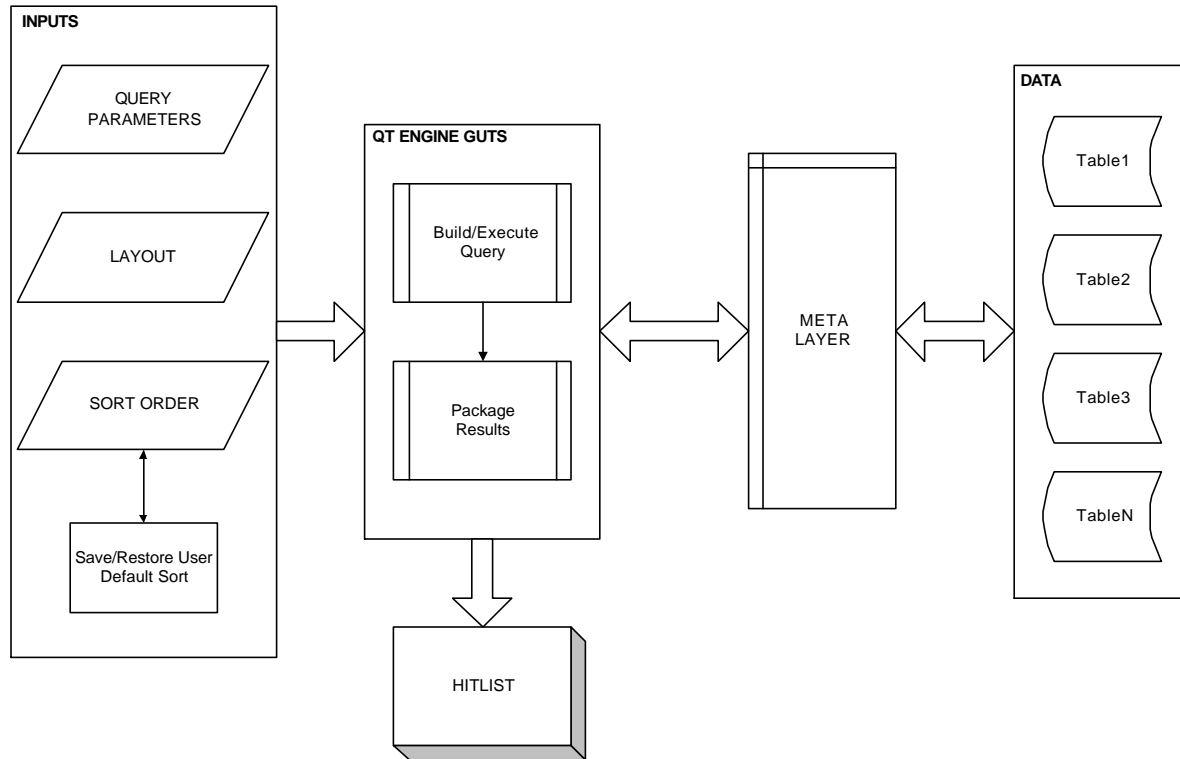 INPUTS
QUERY
PARAMETERS
LAYOUT
SORT ORDER
Save/Restore User
Default Sort
QT ENGINE GUTS
Build/Execute
Query
Package
Results
HITLIST
META
LAYER
DATA
Table1
Table2
Table3
TableN